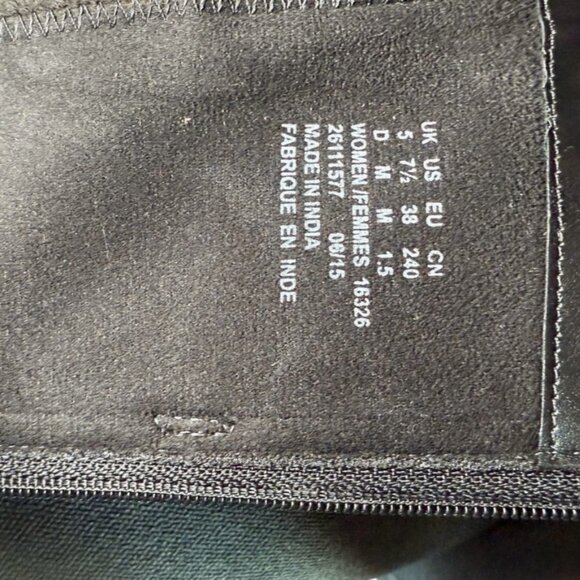 UK US EU CN
5 7½ 38 240
D M M 1.5
WOMEN/FEMMES 16326
26111577 06/15
MADE IN INDIA
FABRIQUE EN INDE